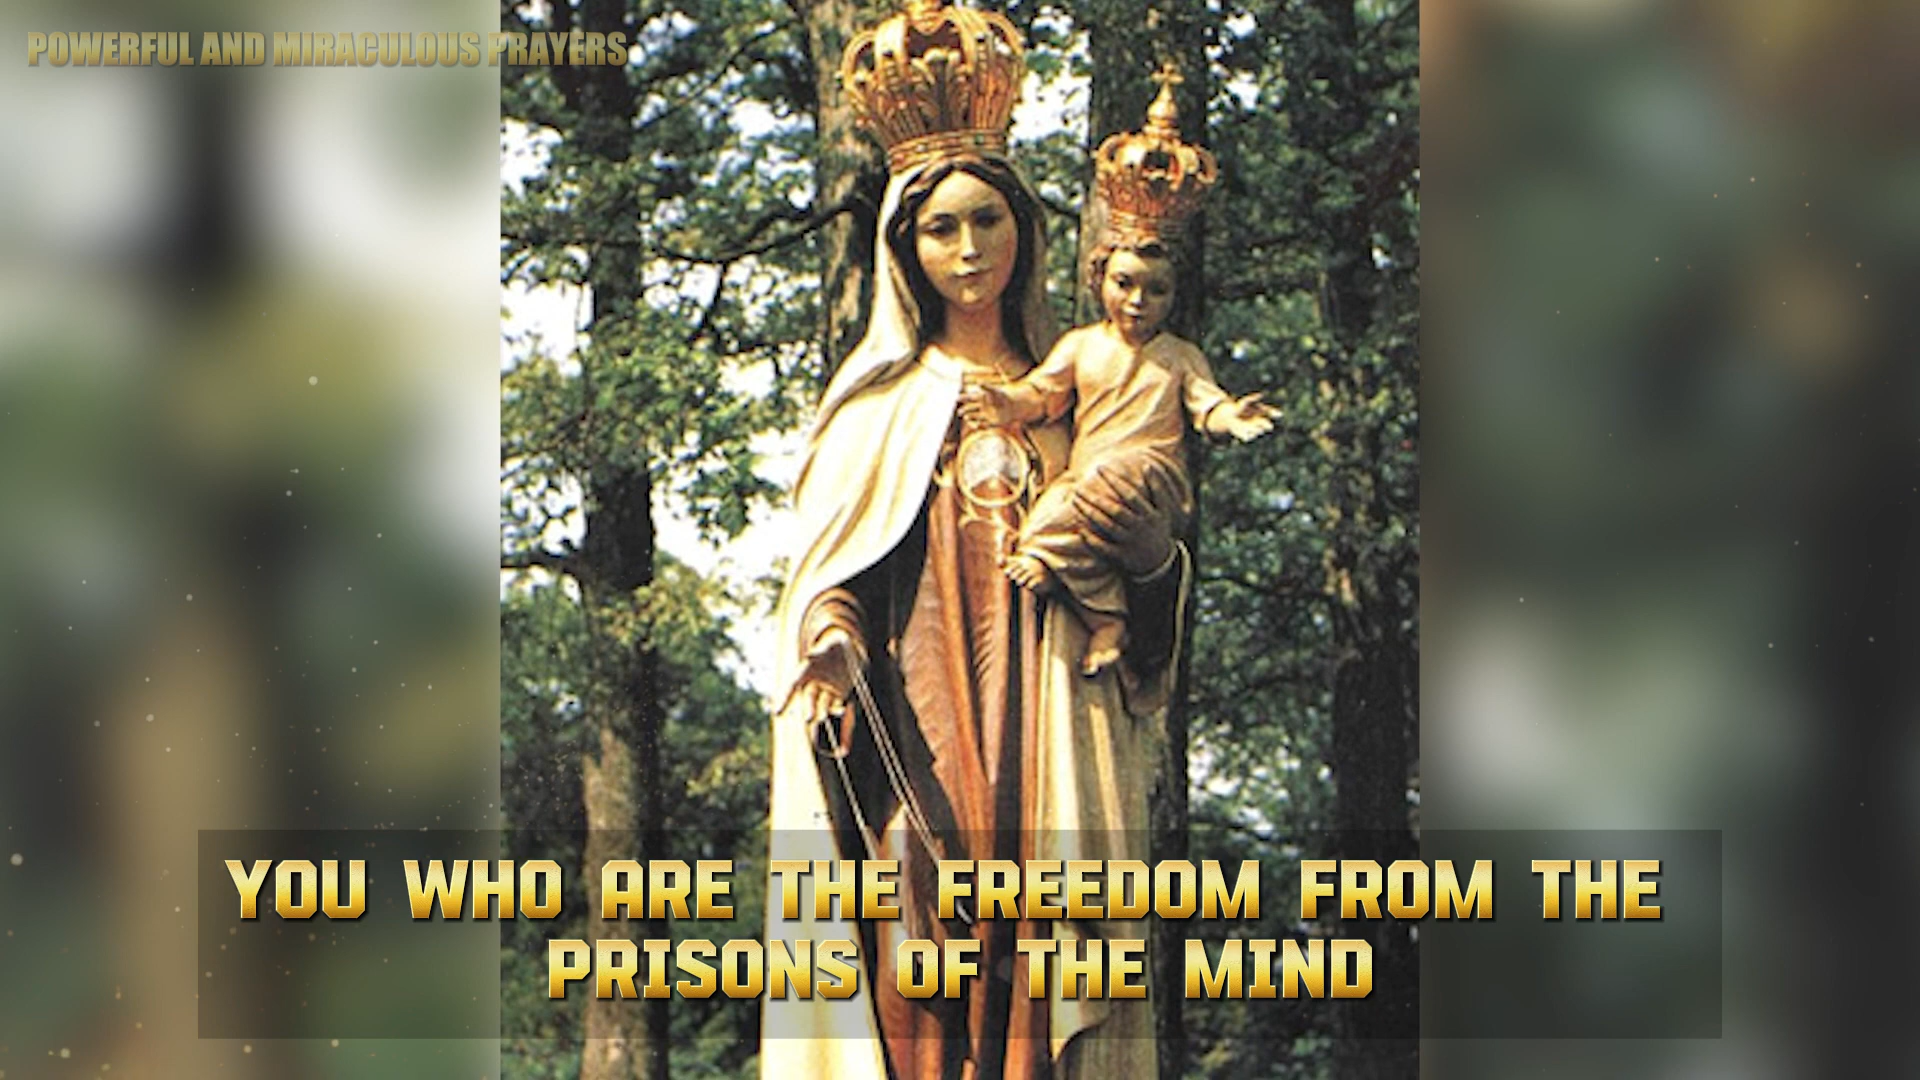 POWERFUL AND MIRACULOUS PRAYERS
YOU WHO ARE THE FREEDOM FROM THE
PRISONS OF THE MIND